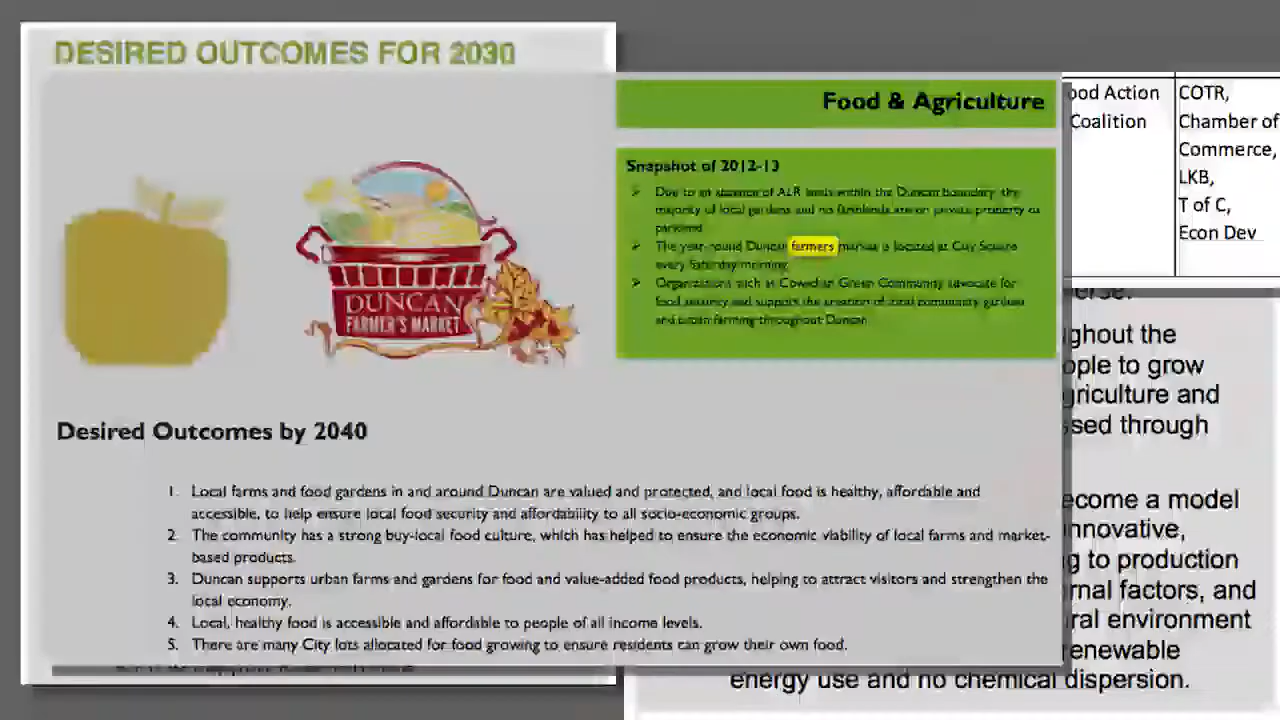 DESIRED OUTCOMES FOR 2030
Food & Agriculture
Snapshot of 2012-13
Due to an absence of ALR lands within the Duncan boundary, the
majority of local gardens and no farmlands are on private property or
parkland.
The year-round Duncan farmers market is located at City Square
every Saturday morning.
Organizations such as Cowichan Green Community advocate for
food security and support the creation of local community gardens
and urban farming throughout Duncan.
DUNCAN
FARMER'S MARKET
Desired Outcomes by 2040
1. Local farms and food gardens in and around Duncan are valued and protected, and local food is healthy, affordable and
accessible, to help ensure local food security and affordability to all socio-economic groups.
2. The community has a strong buy-local food culture, which has helped to ensure the economic viability of local farms and market-
based products.
3. Duncan supports urban farms and gardens for food and value-added food products, helping to attract visitors and strengthen the
local economy.
4. Local, healthy food is accessible and affordable to people of all income levels.
5. There are many City lots allocated for food growing to ensure residents can grow their own food.
ood Action
Coalition
COTR,
Chamber of
Commerce,
LKB,
T of C,
Econ Dev
erse.
ghout the
ople to grow
griculture and
ssed through
ecome a model
innovative,
g to production
rnal factors, and
ral environment
renewable
energy use and no chemical dispersion.